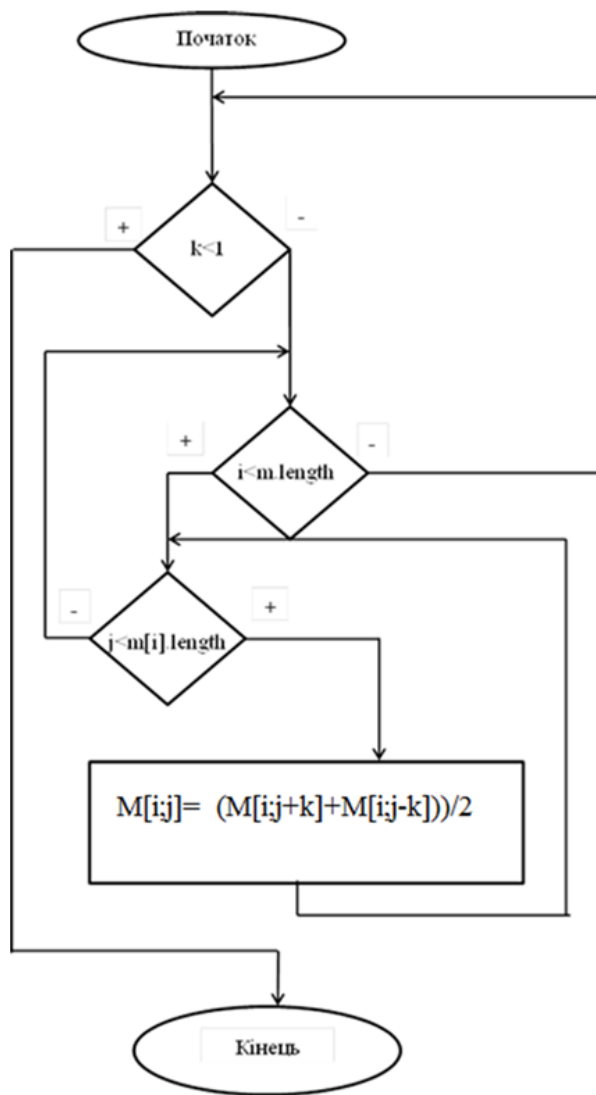 Початок
+
-
k<1
+
-
i<m.length
-
+
j<m[i].length
M[i;j]= (M[i;j+k]+M[i;j-k]))/2
Кінець